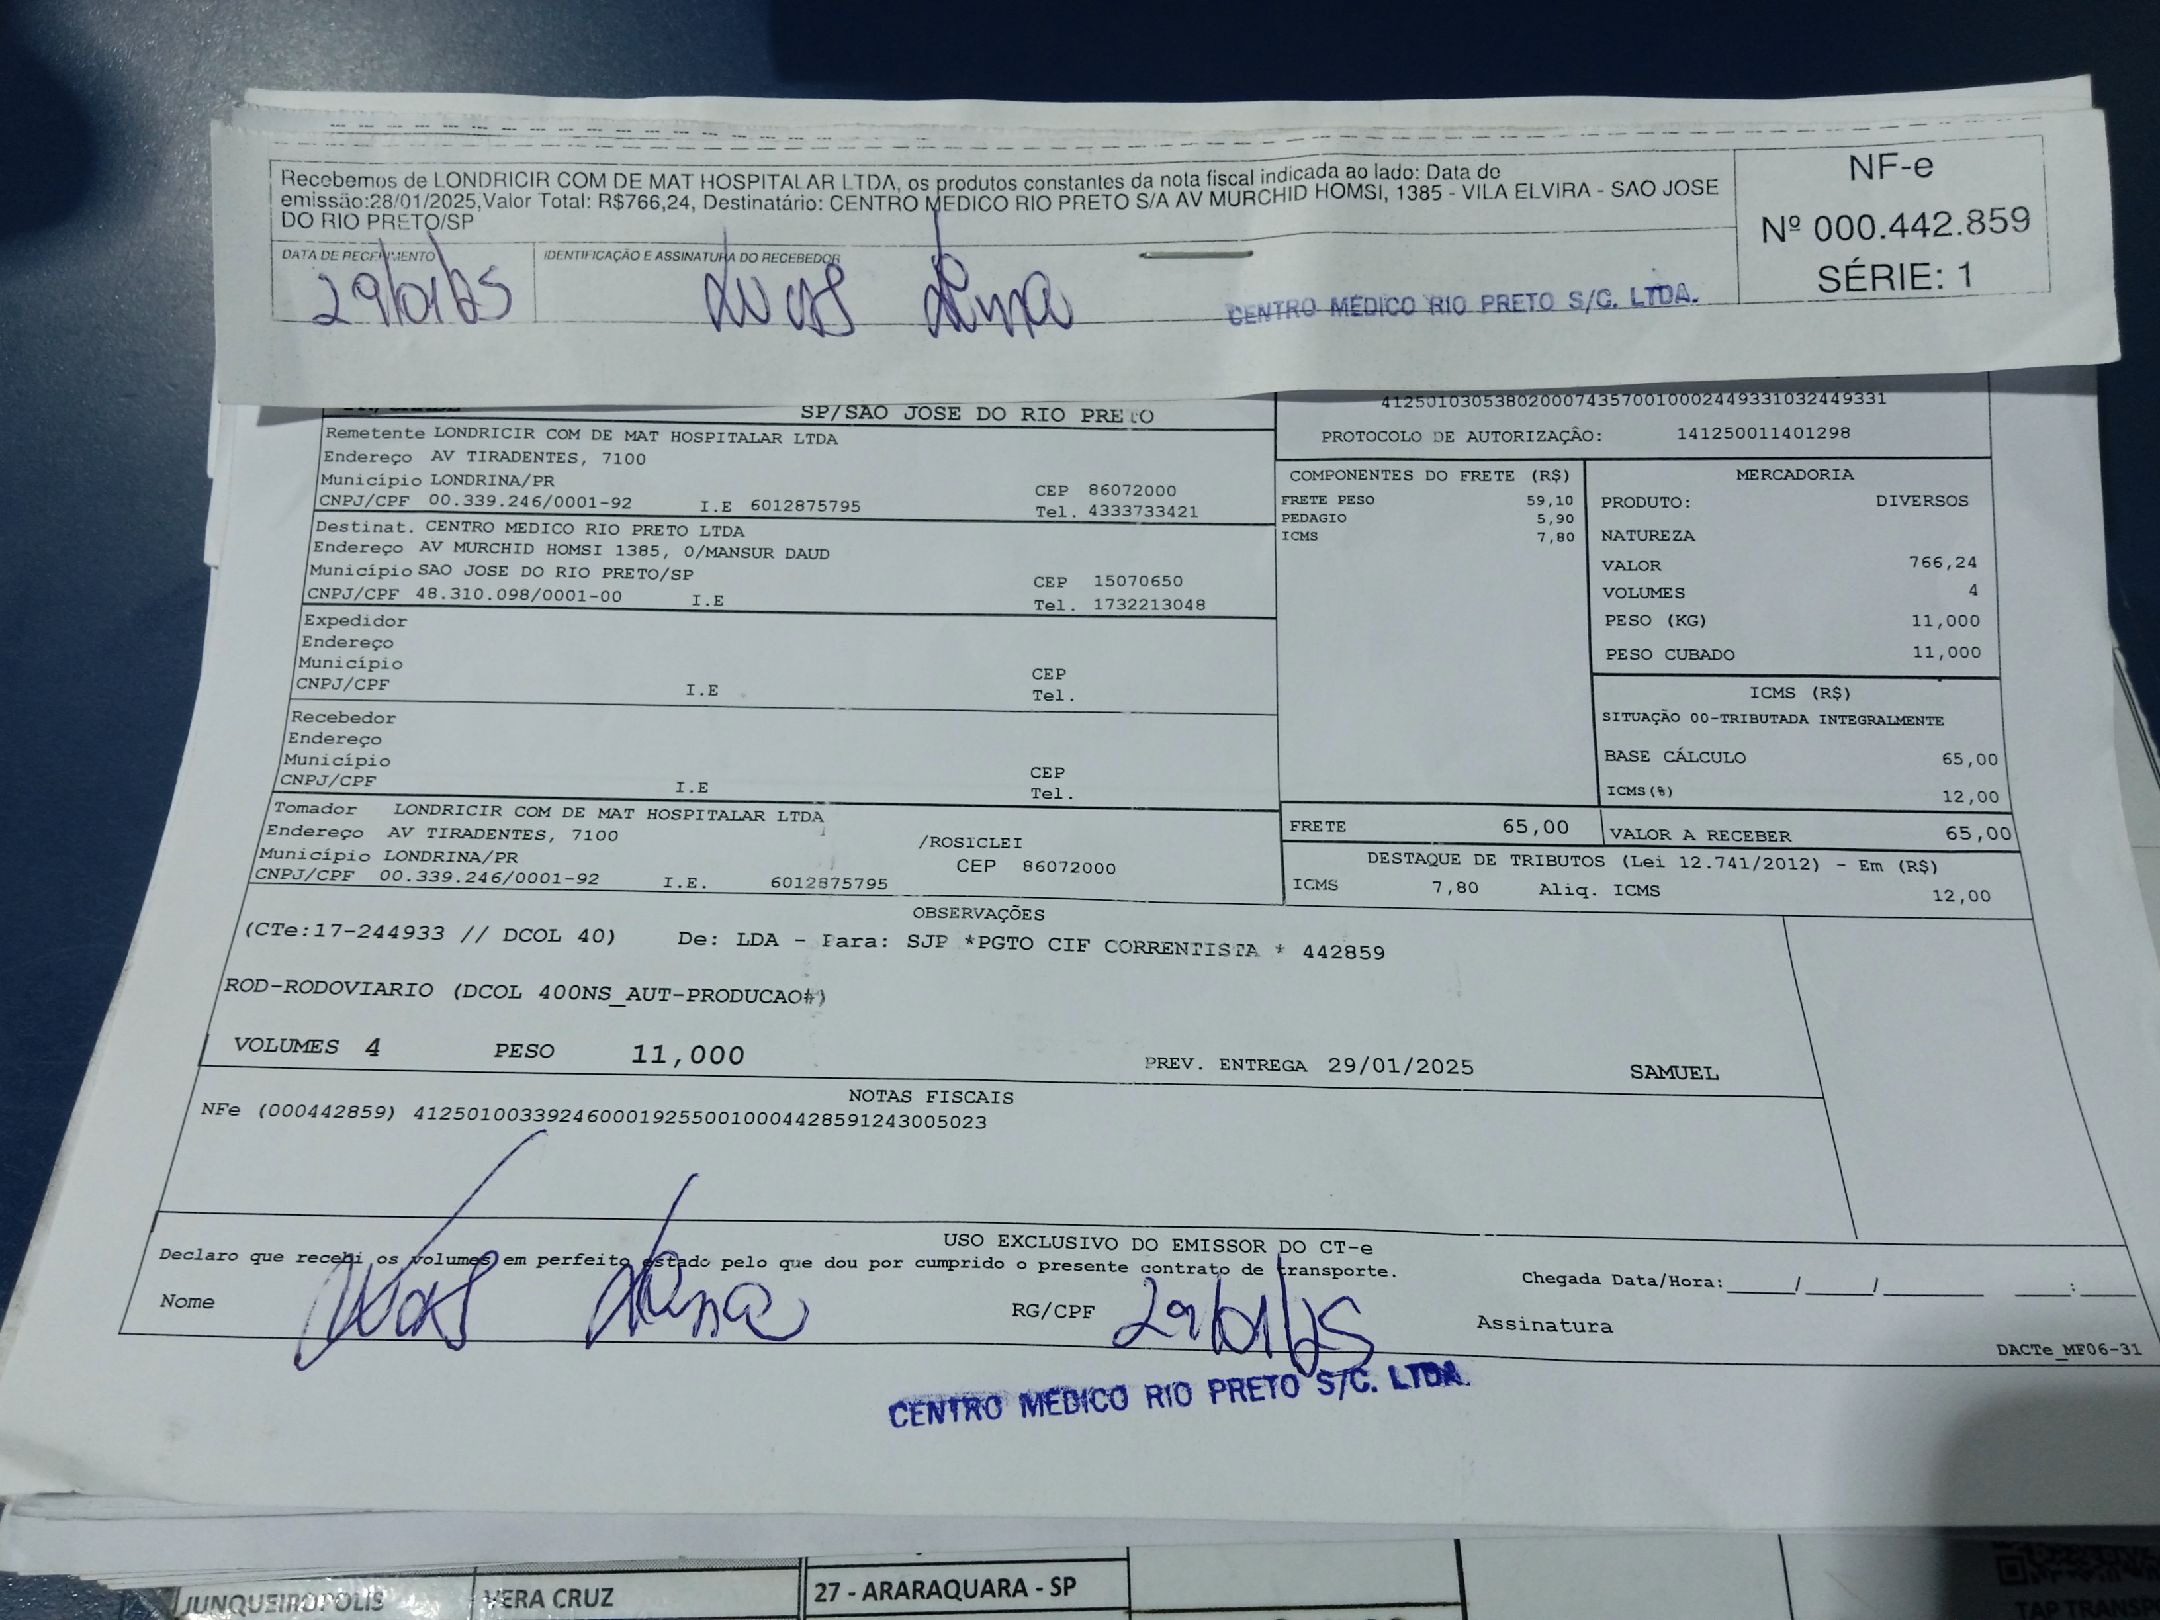 Recebemos de LONDRICIR COM DE MAT HOSPITALAR LTDA, os produtos constantes da nota fiscal indicada ao lado: Data de
emissão:28/01/2025,Valor Total: R$766,24, Destinatário: CENTRO MEDICO RIO PRETO S/A AV MURCHID HOMSI, 1385 - VILA ELVIRA - SAO JOSE
DO RIO PRETO/SP
NF-e
Nº 000.442.859
SÉRIE: 1
DATA DE RECEBIMENTO IDENTIFICAÇÃO E ASSINATURA DO RECEBEDOR
29/01/25 Lucas Lima CENTRO MEDICO RIO PRETO S/C. LTDA.
SP/SAO JOSE DO RIO PRETO
41250103053802000743570010002449331032449331
PROTOCOLO DE AUTORIZAÇÃO: 141250011401298
Remetente LONDRICIR COM DE MAT HOSPITALAR LTDA
Endereço AV TIRADENTES, 7100
Município LONDRINA/PR CEP 86072000
CNPJ/CPF 00.339.246/0001-92 I.E 6012875795 Tel. 4333733421
Destinat. CENTRO MEDICO RIO PRETO LTDA
Endereço AV MURCHID HOMSI 1385, 0/MANSUR DAUD
Município SAO JOSE DO RIO PRETO/SP CEP 15070650
CNPJ/CPF 48.310.098/0001-00 I.E Tel. 1732213048
Expedidor
Endereço
Município CEP
CNPJ/CPF I.E Tel.
Recebedor
Endereço
Município CEP
CNPJ/CPF I.E Tel.
Tomador LONDRICIR COM DE MAT HOSPITALAR LTDA
Endereço AV TIRADENTES, 7100 /ROSICLEI
Município LONDRINA/PR CEP 86072000
CNPJ/CPF 00.339.246/0001-92 I.E. 6012875795
COMPONENTES DO FRETE (R$)
FRETE PESO 59,10
PEDAGIO 5,90
ICMS 7,80
MERCADORIA
PRODUTO: DIVERSOS
NATUREZA
VALOR 766,24
VOLUMES 4
PESO (KG) 11,000
PESO CUBADO 11,000
ICMS (R$)
SITUAÇÃO 00-TRIBUTADA INTEGRALMENTE
BASE CÁLCULO 65,00
ICMS(%) 12,00
FRETE 65,00 VALOR A RECEBER 65,00
DESTAQUE DE TRIBUTOS (Lei 12.741/2012) - Em (R$)
ICMS 7,80 Aliq. ICMS 12,00
OBSERVAÇÕES
(CTe:17-244933 // DCOL 40) De: LDA - Para: SJP *PGTO CIF CORRENTISTA * 442859
ROD-RODOVIARIO (DCOL 400NS_AUT-PRODUCAO#)
VOLUMES 4 PESO 11,000 PREV. ENTREGA 29/01/2025 SAMUEL
NOTAS FISCAIS
NFe (000442859) 41250100339246000192550010004428591243005023
USO EXCLUSIVO DO EMISSOR DO CT-e
Declaro que recebi os volumes em perfeito estado pelo que dou por cumprido o presente contrato de transporte.
Chegada Data/Hora: / / :
Nome Lucas Lima RG/CPF 29/01/25 Assinatura
DACTe_MF06-31
CENTRO MEDICO RIO PRETO S/C. LTDA.
JUNQUEIROPOLIS VERA CRUZ 27 - ARARAQUARA - SP